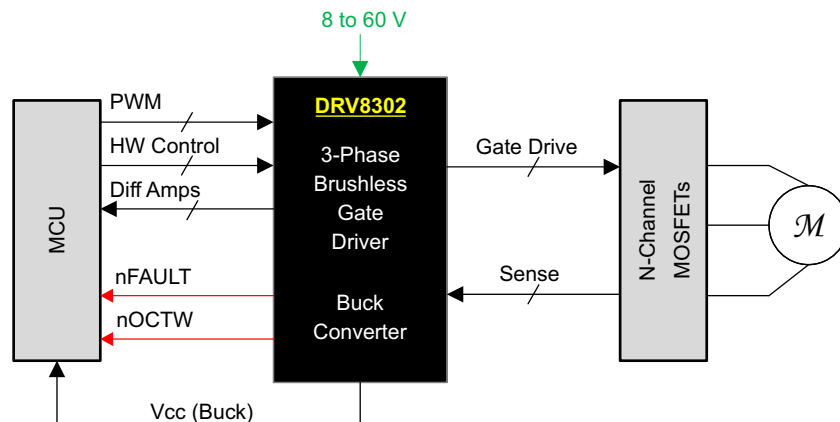 8 to 60 V
PWM
HW Control
Diff Amps
nFAULT
nOCTW
MCU
DRV8302
3-Phase
Brushless
Gate
Driver
Buck
Converter
Gate Drive
Sense
N-Channel
MOSFETs
M
Vcc (Buck)